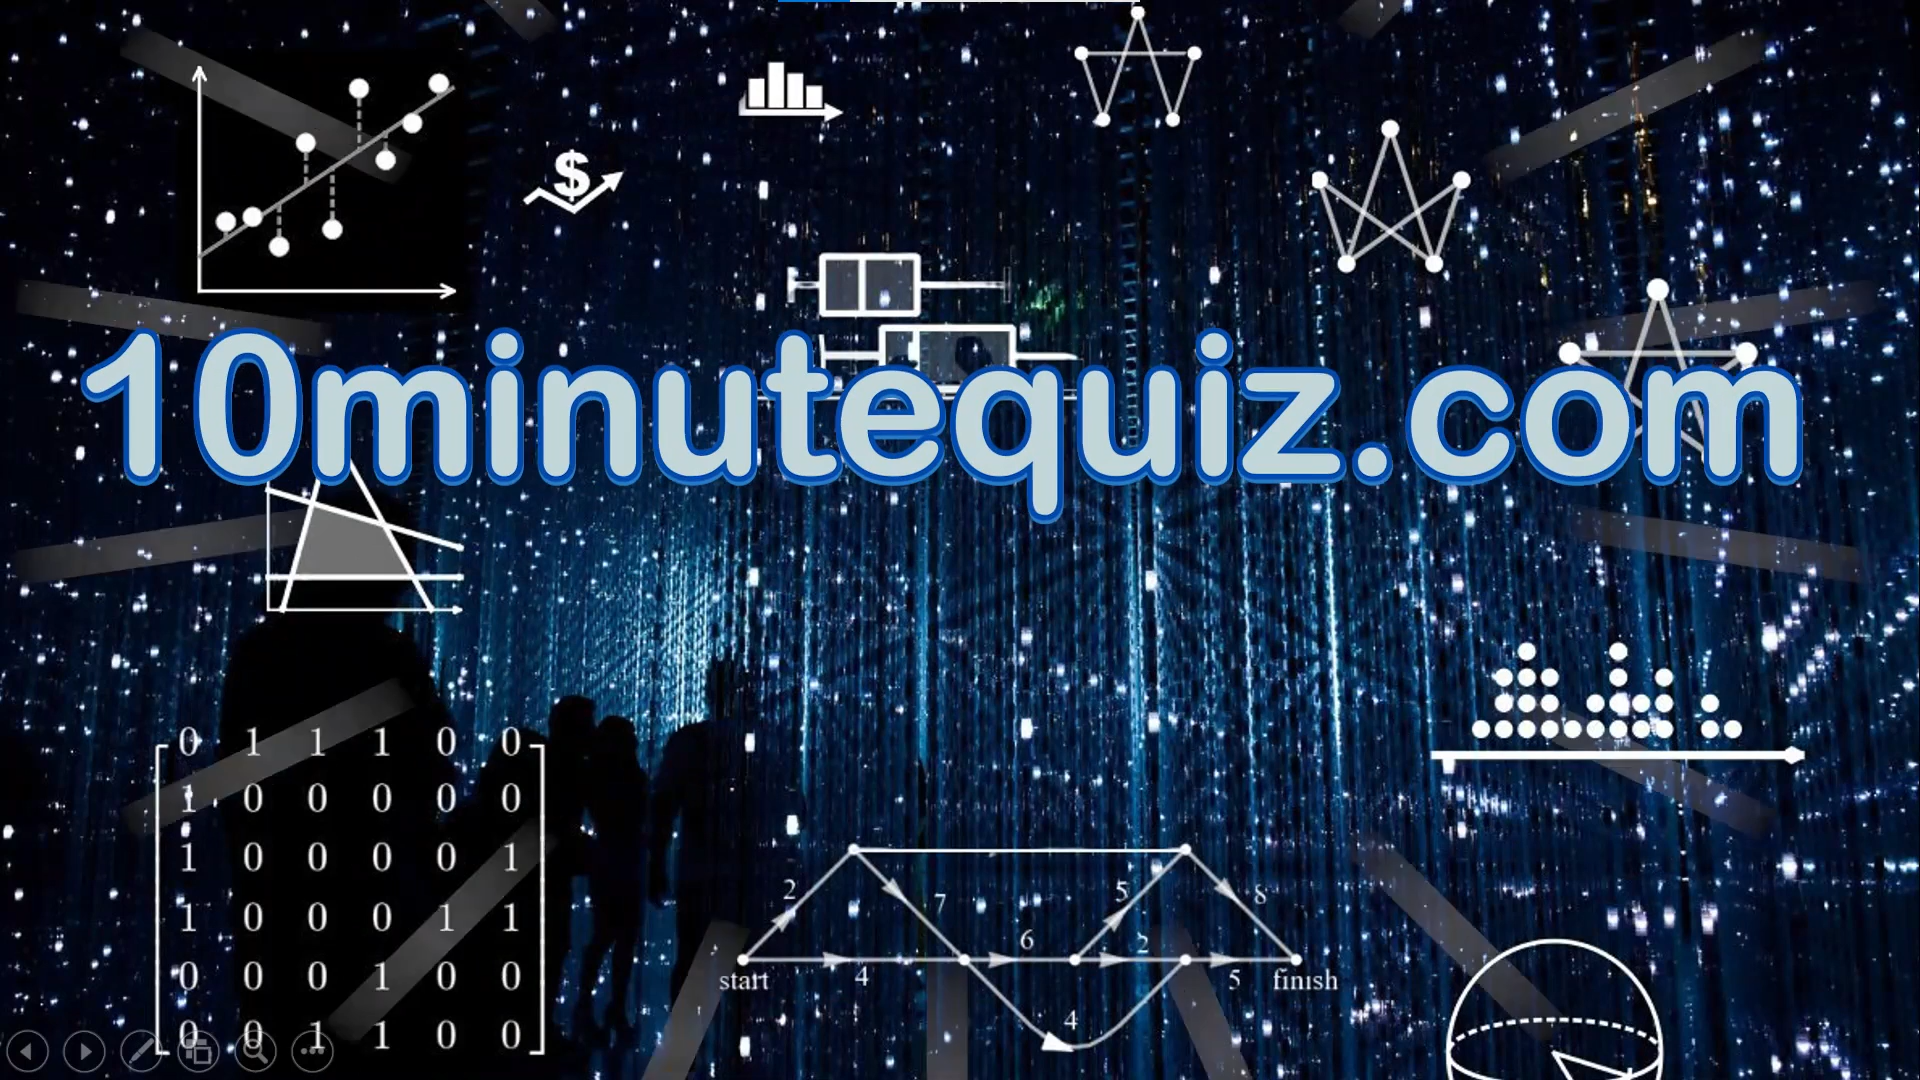 $
10minutequiz.com
0 1 1 1 0 0
1 0 0 0 0 0
1 0 0 0 0 1
1 0 0 0 1 1
0 0 0 1 0 0
0 0 1 1 0 0
2 7 5 8
6 2
start 4 5 finish
4